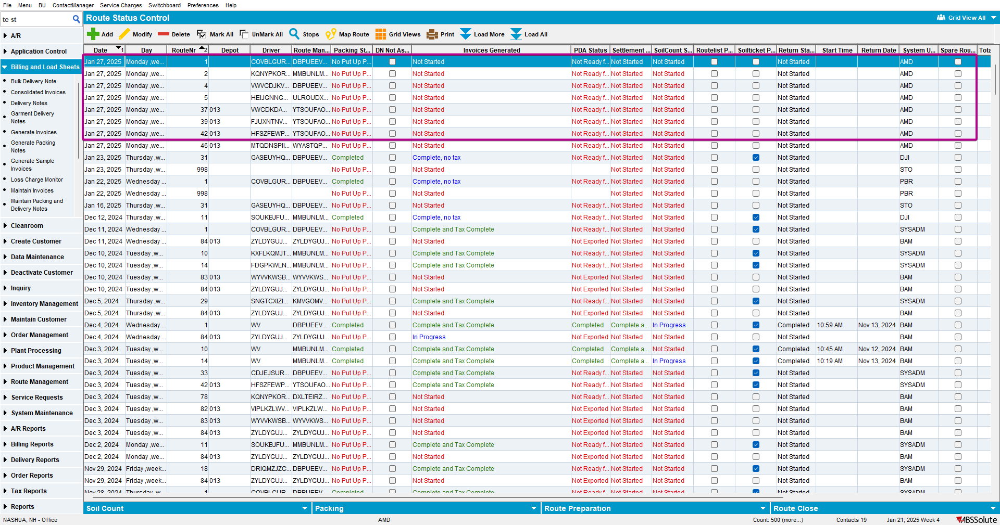 File Menu BU ContactManager Service Charges Switchboard Preferences Help
te st
Route Status Control
Grid View All
Add Modify Delete Mark All UnMark All Stops Map Route Grid Views Print Load More Load All
A/R
Application Control
Billing and Load Sheets
Bulk Delivery Note
Consolidated Invoices
Delivery Notes
Garment Delivery
Notes
Generate Invoices
Generate Packing
Notes
Generate Sample
Invoices
Loss Charge Monitor
Maintain Invoices
Maintain Packing and
Delivery Notes
Cleanroom
Create Customer
Data Maintenance
Deactivate Customer
Inquiry
Inventory Management
Maintain Customer
Order Management
Plant Processing
Product Management
Route Management
Service Requests
System Maintenance
A/R Reports
Billing Reports
Delivery Reports
Order Reports
Tax Reports
Reports
Date 1 Day RouteNr 2 Depot Driver Route Man... Packing St... DN Not As... Invoices Generated PDA Status Settlement ... SoilCount S... Routelist P... Soilticket P... Return Sta... Start Time Return Date System U... Spare Rou... Tota
Jan 27, 2025 Monday ,we... 1 COVBLGUR... DBPUEEV... No Put Up P... Not Started Not Ready f... Not Started Not Started Not Started AMD
Jan 27, 2025 Monday ,we... 2 KQNYPKOR... MMBUNLM... No Put Up P... Not Started Not Ready f... Not Started Not Started Not Started AMD
Jan 27, 2025 Monday ,we... 4 VWVCDJKV... DBPUEEV... No Put Up P... Not Started Not Ready f... Not Started Not Started Not Started AMD
Jan 27, 2025 Monday ,we... 5 HEIJGNNG... ULROUDX... No Put Up P... Not Started Not Ready f... Not Started Not Started Not Started AMD
Jan 27, 2025 Monday ,we... 37 013 VWCDKDA... YTSOUFAO... No Put Up P... Not Started Not Ready f... Not Started Not Started Not Started AMD
Jan 27, 2025 Monday ,we... 39 013 FJUXNTNV... YTSOUFAO... No Put Up P... Not Started Not Ready f... Not Started Not Started Not Started AMD
Jan 27, 2025 Monday ,we... 42 013 HFSZFEWP... YTSOUFAO... No Put Up P... Not Started Not Ready f... Not Started Not Started Not Started AMD
Jan 27, 2025 Monday ,we... 46 013 MTQDNSPII... WYASTQP... No Put Up P... Not Started Not Ready f... Not Started Not Started Not Started AMD
Jan 23, 2025 Thursday ,w... 31 GASEUYHQ... DBPUEEV... Completed Complete, no tax Not Ready f... Not Started Not Started Not Started DJI
Jan 23, 2025 Thursday ,w... 998 No Put Up P... Not Started Not Started Not Started Not Started STO
Jan 22, 2025 Wednesday ... 1 COVBLGUR... DBPUEEV... Completed Complete, no tax Not Ready f... Not Started Not Started Not Started PBR
Jan 22, 2025 Wednesday ... 998 No Put Up P... Not Started Not Started Not Started Not Started PBR
Jan 16, 2025 Thursday ,w... 31 GASEUYHQ... DBPUEEV... No Put Up P... Not Started Not Ready f... Not Started Not Started Not Started STO
Dec 12, 2024 Thursday ,w... 11 SOUKBJFU... MMBUNLM... Completed Complete, no tax Not Ready f... Not Started Not Started Not Started DJI
Dec 11, 2024 Wednesday ... 1 COVBLGUR... DBPUEEV... No Put Up P... Complete and Tax Complete Not Ready f... Not Started Not Started Not Started SYSADM
Dec 11, 2024 Wednesday ... 84 013 ZYLDYGUJ... ZYLDYGUJ... No Put Up P... Not Started Not Exported Not Started Not Started Not Started BAM
Dec 10, 2024 Tuesday ,w... 10 KXFLKQMJT... MMBUNLM... No Put Up P... Complete and Tax Complete Not Ready f... Not Started Not Started Not Started SYSADM
Dec 10, 2024 Tuesday ,w... 14 FDGPKWLN... MMBUNLM... No Put Up P... Complete and Tax Complete Not Ready f... Not Started Not Started Not Started SYSADM
Dec 10, 2024 Tuesday ,w... 83 013 WYVVKWSB... WYVVKWS... No Put Up P... Not Started Not Exported Not Started Not Started Not Started BAM
Dec 10, 2024 Tuesday ,w... 84 013 ZYLDYGUJ... ZYLDYGUJ... No Put Up P... Not Started Not Exported Not Started Not Started Not Started BAM
Dec 5, 2024 Thursday ,w... 29 SNGTCXIZI... KMVGOMV... No Put Up P... Complete and Tax Complete Not Ready f... Not Started Not Started Not Started SYSADM
Dec 5, 2024 Thursday ,w... 84 013 ZYLDYGUJ... ZYLDYGUJ... No Put Up P... Not Started Not Exported Not Started Not Started Not Started BAM
Dec 4, 2024 Wednesday ... 1 WV DBPUEEV... Completed Complete and Tax Complete Completed Complete a... In Progress Completed 10:59 AM Nov 13, 2024 BAM
Dec 4, 2024 Wednesday ... 84 013 ZYLDYGUJ... ZYLDYGUJ... No Put Up P... In Progress Not Exported Not Started Not Started Not Started BAM
Dec 3, 2024 Tuesday ,w... 10 WV MMBUNLM... Completed Complete and Tax Complete Completed Complete a... Not Started Completed 10:45 AM Nov 12, 2024 BAM
Dec 3, 2024 Tuesday ,w... 14 WV MMBUNLM... Completed Complete and Tax Complete Completed Complete a... In Progress Completed 10:19 AM Nov 13, 2024 BAM
Dec 3, 2024 Tuesday ,w... 33 CDJEJSUR... DBPUEEV... No Put Up P... Complete and Tax Complete Not Ready f... Not Started Not Started Not Started SYSADM
Dec 3, 2024 Tuesday ,w... 42 013 HFSZFEWP... YTSOUFAO... No Put Up P... Complete and Tax Complete Not Ready f... Not Started Not Started Not Started SYSADM
Dec 3, 2024 Tuesday ,w... 78 KQNYPKOR... DXLTEIRZ... No Put Up P... Not Started Not Ready f... Not Started Not Started Not Started BAM
Dec 3, 2024 Tuesday ,w... 82 013 VIPLKZLWV... VIPLKZLW... No Put Up P... Not Started Not Exported Not Started Not Started Not Started BAM
Dec 3, 2024 Tuesday ,w... 83 013 WYVVKWSB... WYVVKWS... No Put Up P... Not Started Not Exported Not Started Not Started Not Started BAM
Dec 3, 2024 Tuesday ,w... 84 013 ZYLDYGUJ... ZYLDYGUJ... No Put Up P... Not Started Not Exported Not Started Not Started Not Started BAM
Dec 2, 2024 Monday ,we... 11 SOUKBJFU... MMBUNLM... No Put Up P... Complete and Tax Complete Not Ready f... Not Started Not Started Not Started SYSADM
Dec 2, 2024 Monday ,we... 84 013 ZYLDYGUJ... ZYLDYGUJ... No Put Up P... Not Started Not Exported Not Started Not Started Not Started BAM
Nov 29, 2024 Friday ,week... 18 DRIQMZJZC... DBPUEEV... No Put Up P... Complete and Tax Complete Not Ready f... Not Started Not Started Not Started SYSADM
Nov 29, 2024 Friday ,week... 84 013 ZYLDYGUJ... ZYLDYGUJ... No Put Up P... Not Started Not Exported Not Started Not Started Not Started BAM
Nov 28, 2024 Thursday ,w... 1 COVBLGUR... DBPUEEV... Completed Complete and Tax Complete Not Ready f... Not Started Not Started Not Started SYSADM
Soil Count Packing Route Preparation Route Close
NASHUA, NH - Office AMD Count: 500 (more...) Contacts 19 Jan 21, 2025 Week 4 ABSSolute